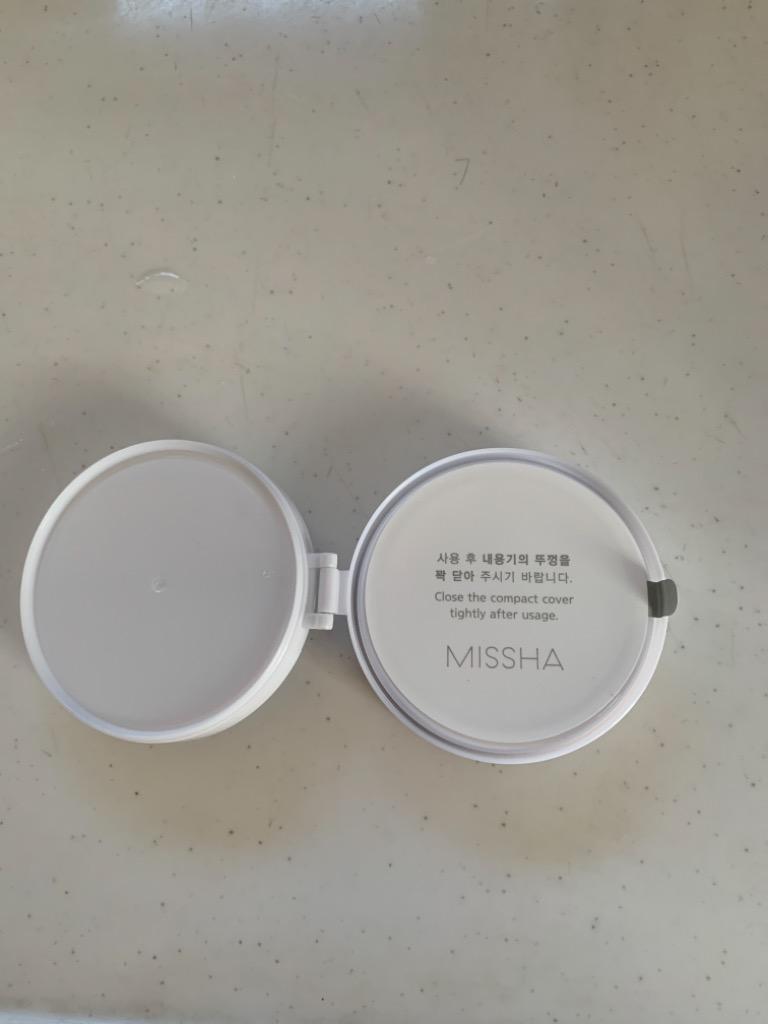 사용 후 내용기의 뚜껑을
꽉 닫아 주시기 바랍니다.
Close the compact cover
tightly after usage.
MISSHA